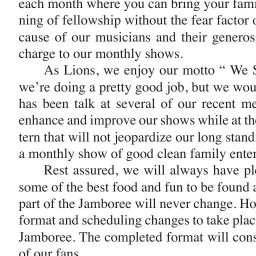 each month where you can bring your fami
ning of fellowship without the fear factor o
cause of our musicians and their generos
charge to our monthly shows.
As Lions, we enjoy our motto “ We S
we’re doing a pretty good job, but we wou
has been talk at several of our recent me
enhance and improve our shows while at the
tern that will not jeopardize our long stand
a monthly show of good clean family enter
Rest assured, we will always have ple
some of the best food and fun to be found a
part of the Jamboree will never change. Ho
format and scheduling changes to take plac
Jamboree. The completed format will cons
of our fans.